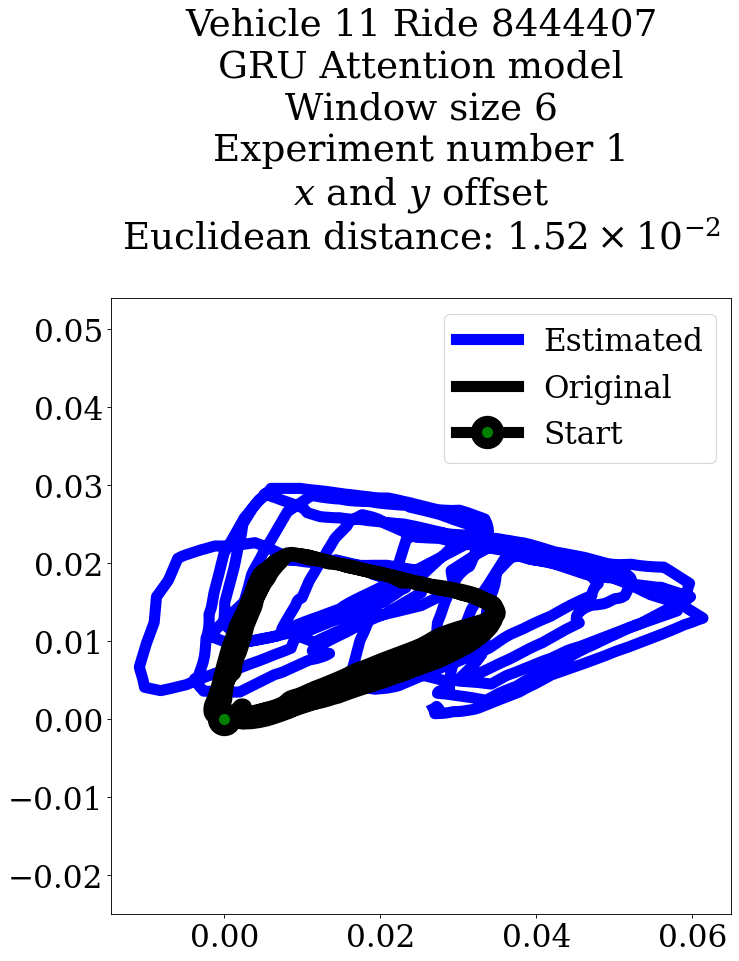 Vehicle 11 Ride 8444407
GRU Attention model
Window size 6
Experiment number 1
x and y offset
Euclidean distance: 1.52 × 10⁻²
Estimated
Original
Start
0.05
0.04
0.03
0.02
0.01
0.00
−0.01
−0.02
0.00 0.02 0.04 0.06